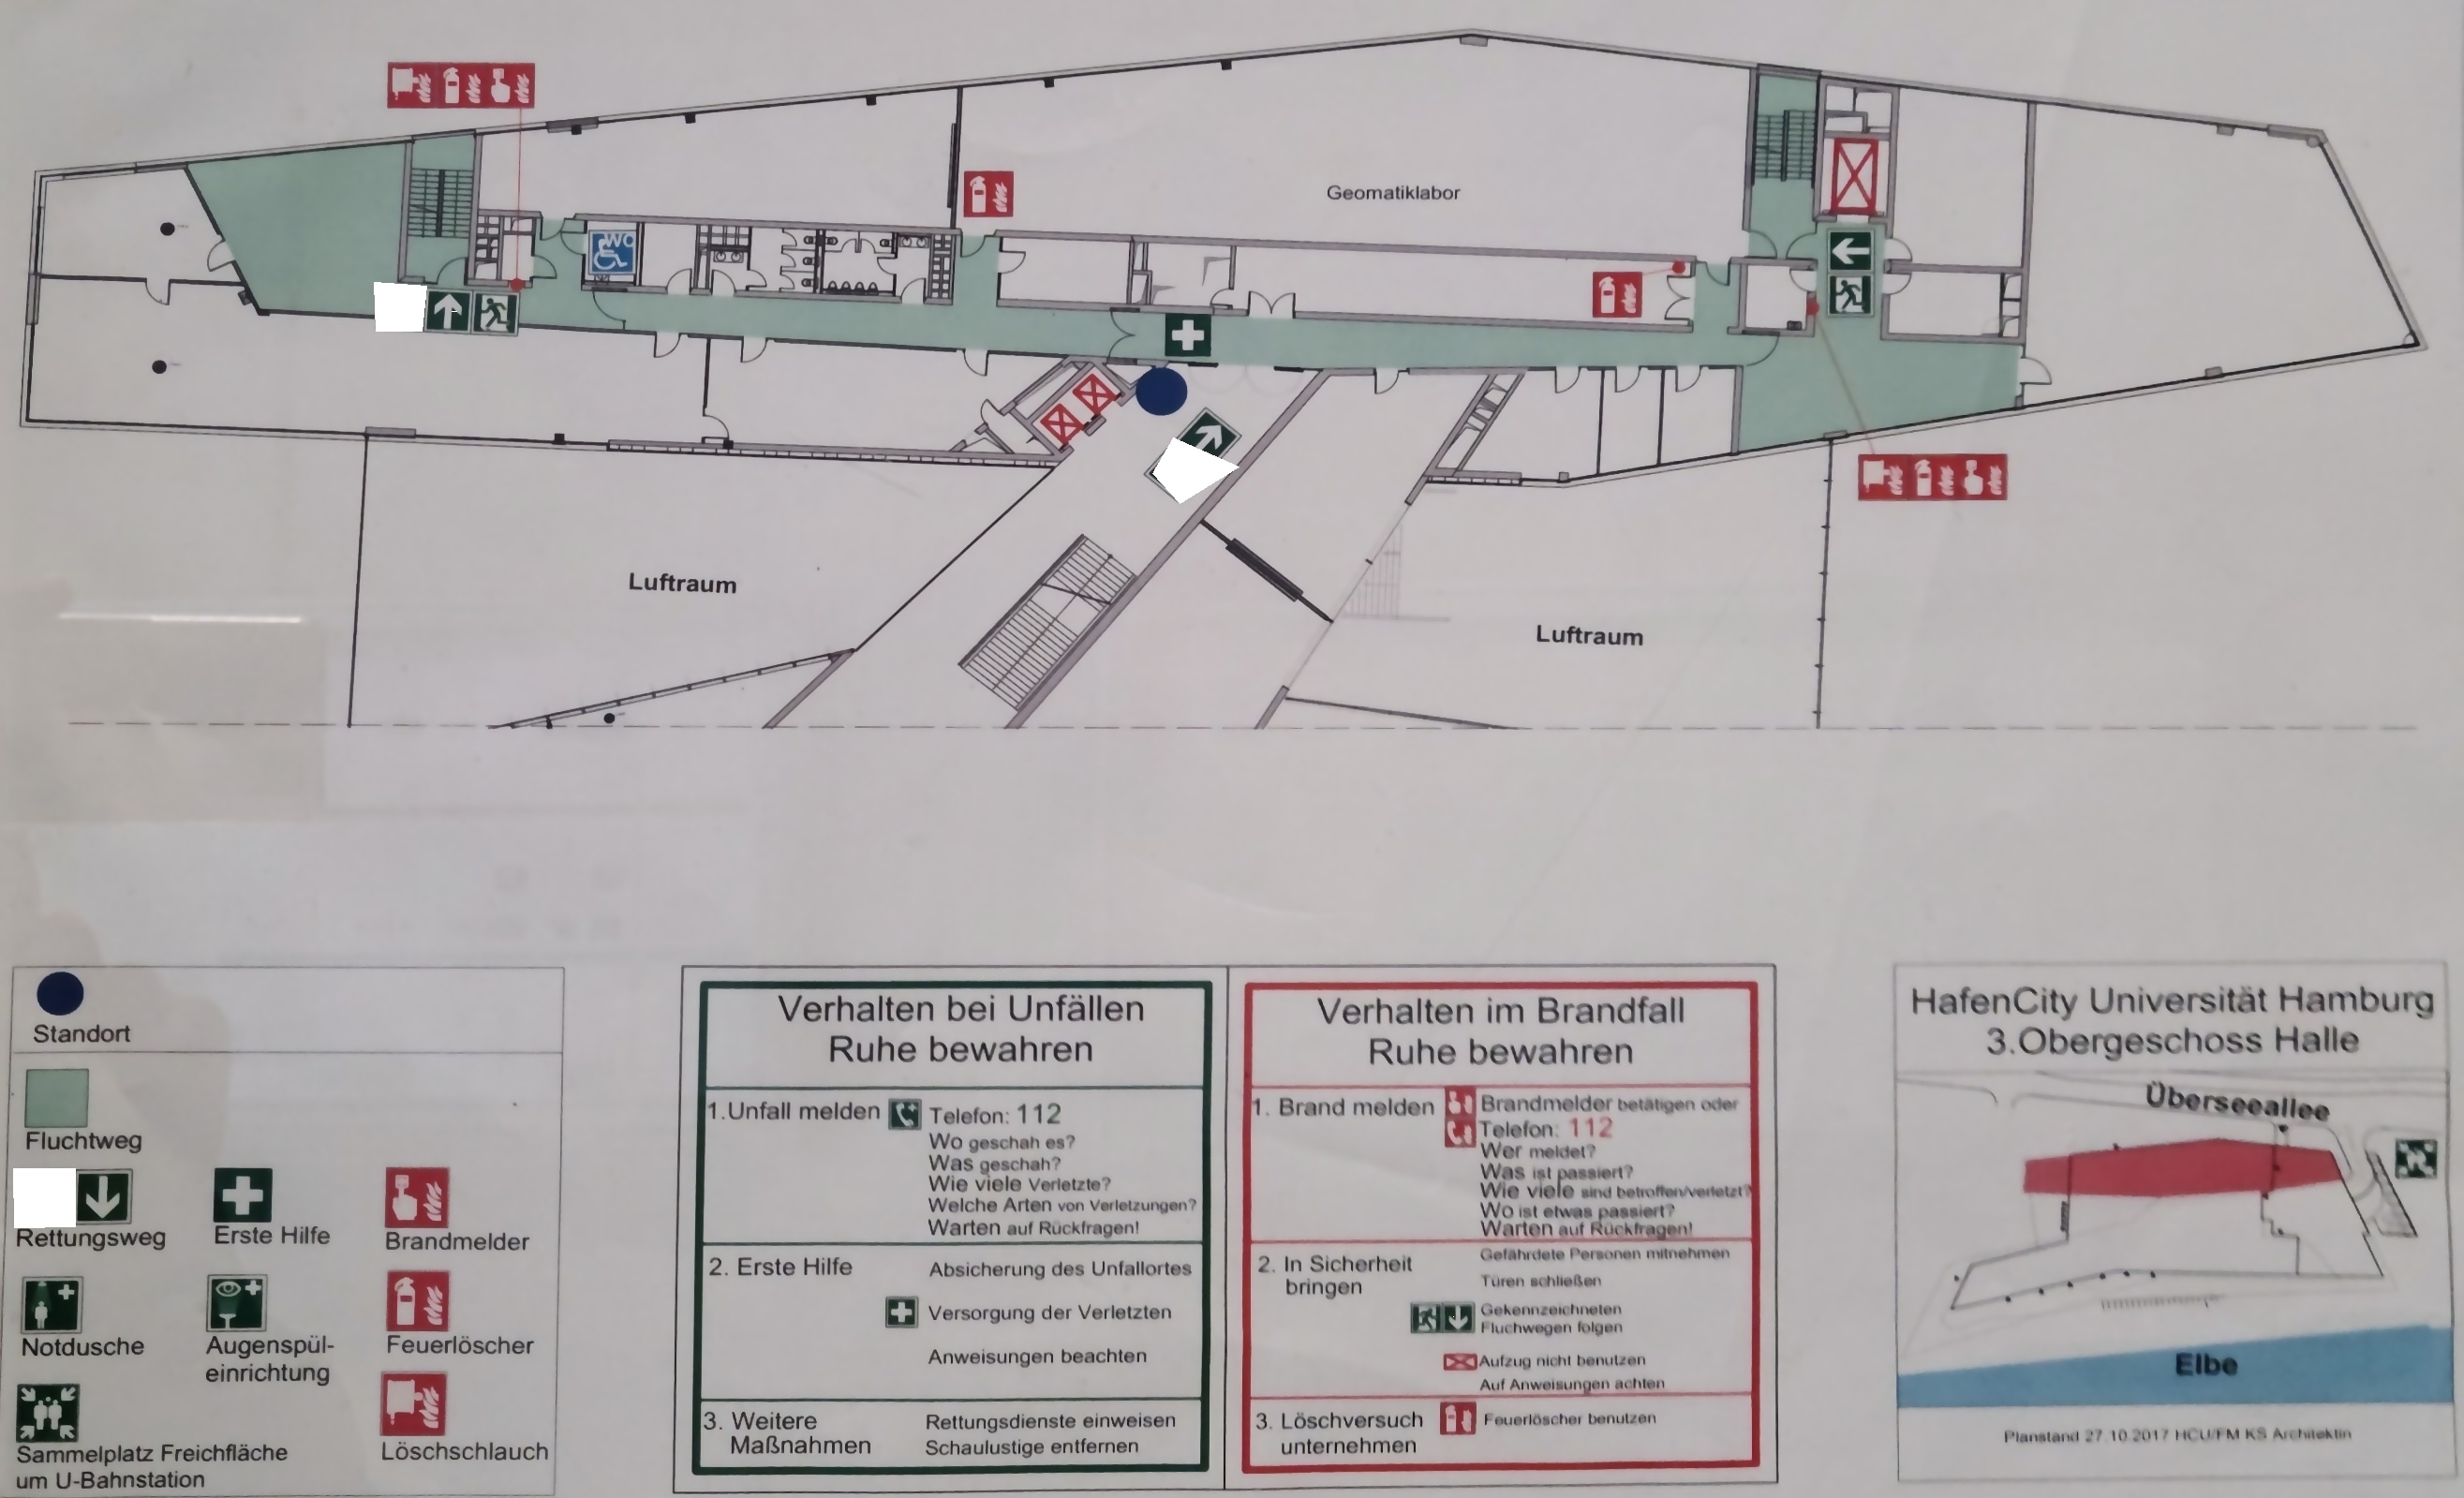 Geomatiklabor
WC
Luftraum
Luftraum
Standort
Fluchtweg
Rettungsweg
Erste Hilfe
Brandmelder
Notdusche
Augenspül-
einrichtung
Feuerlöscher
Sammelplatz Freichfläche
um U-Bahnstation
Löschschlauch
Verhalten bei Unfällen
Ruhe bewahren
1.Unfall melden
Telefon: 112
Wo geschah es?
Was geschah?
Wie viele Verletzte?
Welche Arten von Verletzungen?
Warten auf Rückfragen!
2. Erste Hilfe
Absicherung des Unfallortes
Versorgung der Verletzten
Anweisungen beachten
3. Weitere
Maßnahmen
Rettungsdienste einweisen
Schaulustige entfernen
Verhalten im Brandfall
Ruhe bewahren
1. Brand melden
Brandmelder betätigen oder
Telefon: 112
Wer meldet?
Was ist passiert?
Wie viele sind betroffen/verletzt?
Wo ist etwas passiert?
Warten auf Rückfragen!
2. In Sicherheit
bringen
Gefährdete Personen mitnehmen
Türen schließen
Gekennzeichneten
Fluchwegen folgen
Aufzug nicht benutzen
Auf Anweisungen achten
3. Löschversuch
unternehmen
Feuerlöscher benutzen
HafenCity Universität Hamburg
3.Obergeschoss Halle
Überseeallee
Elbe
Planstand 27.10.2017 HCU/FM KS Architektin